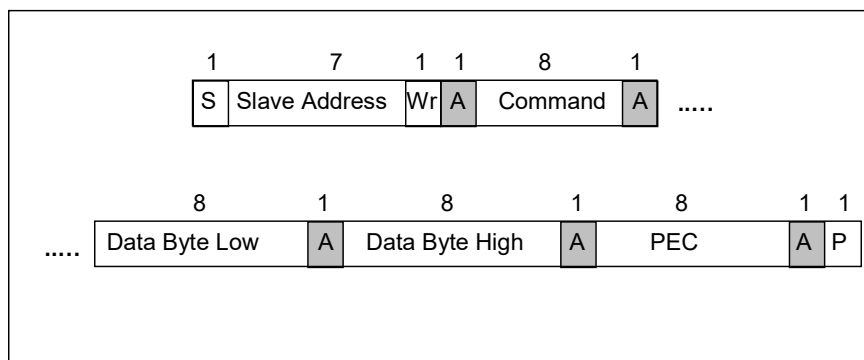 1 7 1 1 8 1
S Slave Address Wr A Command A .....
8 1 8 1 8 1 1
..... Data Byte Low A Data Byte High A PEC A P